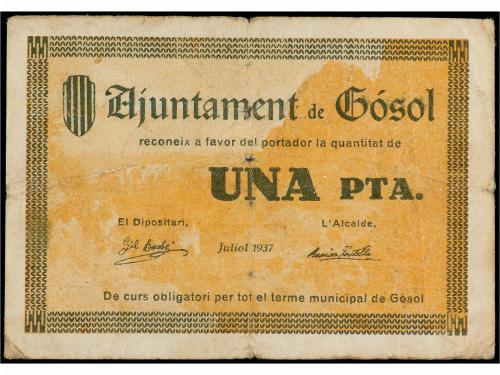 Ajuntament de Gósol
reconeix a favor del portador la quantitat de
UNA PTA.
El Dipositari,
L'Alcalde,
Juliol 1937
De curs obligatori per tot el terme municipal de Gósol